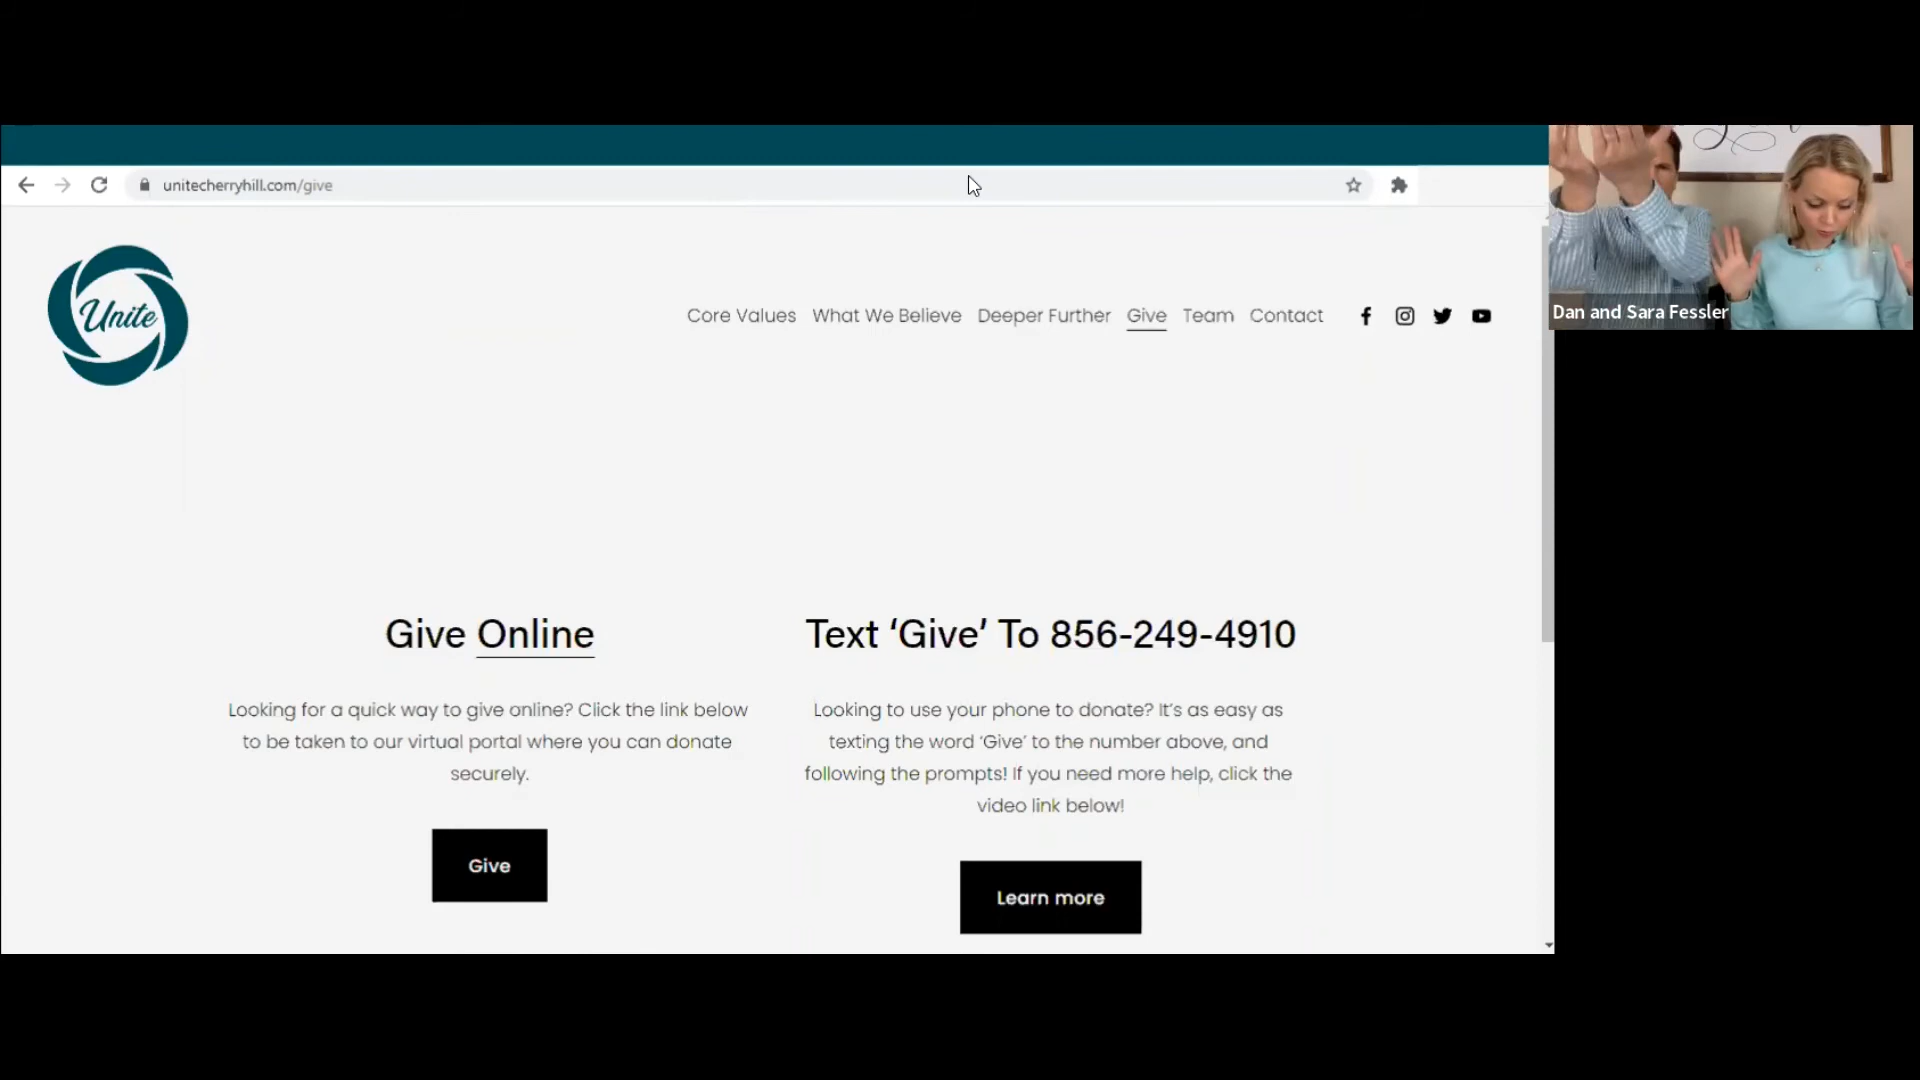 unitecherryhill.com/give
Unite
Core Values What We Believe Deeper Further Give Team Contact
Dan and Sara Fessler
Give Online
Looking for a quick way to give online? Click the link below
to be taken to our virtual portal where you can donate
securely.
Give
Text ‘Give’ To 856-249-4910
Looking to use your phone to donate? It’s as easy as
texting the word ‘Give’ to the number above, and
following the prompts! If you need more help, click the
video link below!
Learn more